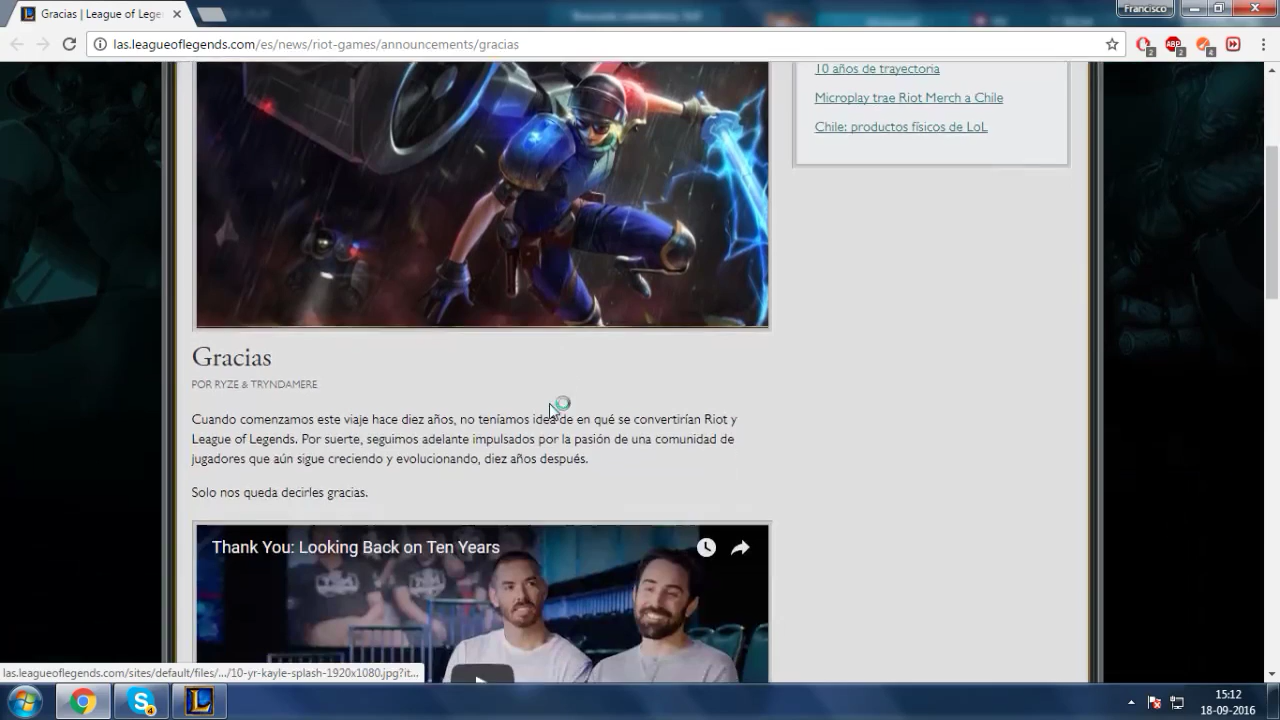 Gracias | League of Lege
Francisco
las.leagueoflegends.com/es/news/riot-games/announcements/gracias
2
ABP
2
4
10 años de trayectoria
Microplay trae Riot Merch a Chile
Chile: productos físicos de LoL
Gracias
POR RYZE & TRYNDAMERE
Cuando comenzamos este viaje hace diez años, no teníamos idea de en qué se convertirían Riot y
League of Legends. Por suerte, seguimos adelante impulsados por la pasión de una comunidad de
jugadores que aún sigue creciendo y evolucionando, diez años después.
Solo nos queda decirles gracias.
Thank You: Looking Back on Ten Years
las.leagueoflegends.com/sites/default/files/.../10-yr-kayle-splash-1920x1080.jpg?it...
4
15:12
18-09-2016